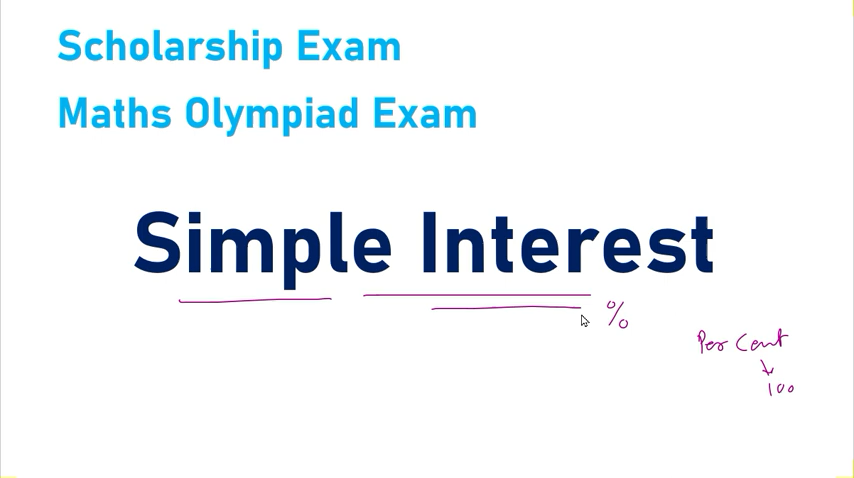 Scholarship Exam
Maths Olympiad Exam
Simple Interest
%
Per Cent
100